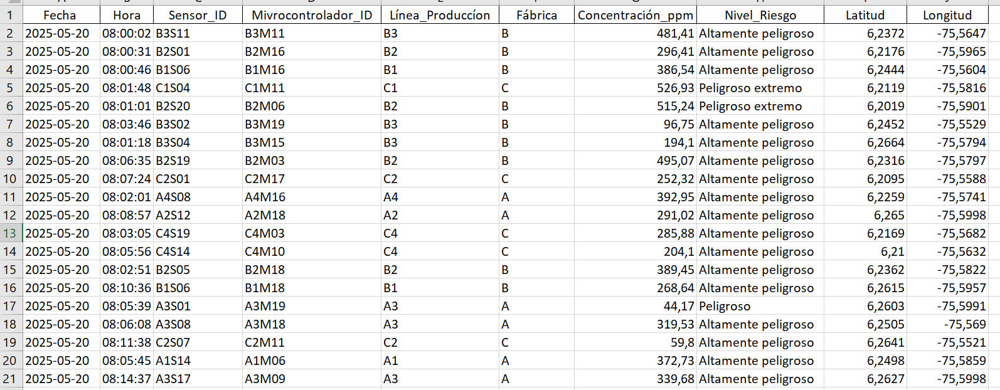 1 Fecha Hora Sensor_ID Mivrocontrolador_ID Línea_Produccíon Fábrica Concentración_ppm Nivel_Riesgo Latitud Longitud
2 2025-05-20 08:00:02 B3S11 B3M11 B3 B 481,41 Altamente peligroso 6,2372 -75,5647
3 2025-05-20 08:00:31 B2S01 B2M16 B2 B 296,41 Altamente peligroso 6,2176 -75,5965
4 2025-05-20 08:00:46 B1S06 B1M16 B1 B 386,54 Altamente peligroso 6,2444 -75,5604
5 2025-05-20 08:01:48 C1S04 C1M11 C1 C 526,93 Peligroso extremo 6,2119 -75,5816
6 2025-05-20 08:01:01 B2S20 B2M06 B2 B 515,24 Peligroso extremo 6,2019 -75,5901
7 2025-05-20 08:03:46 B3S02 B3M19 B3 B 96,75 Altamente peligroso 6,2452 -75,5529
8 2025-05-20 08:01:18 B3S04 B3M15 B3 B 194,1 Altamente peligroso 6,2664 -75,5794
9 2025-05-20 08:06:35 B2S19 B2M03 B2 B 495,07 Altamente peligroso 6,2316 -75,5797
10 2025-05-20 08:07:24 C2S01 C2M17 C2 C 252,32 Altamente peligroso 6,2095 -75,5588
11 2025-05-20 08:02:01 A4S08 A4M16 A4 A 392,95 Altamente peligroso 6,2259 -75,5741
12 2025-05-20 08:08:57 A2S12 A2M18 A2 A 291,02 Altamente peligroso 6,265 -75,5998
13 2025-05-20 08:03:05 C4S19 C4M03 C4 C 285,88 Altamente peligroso 6,2169 -75,5682
14 2025-05-20 08:05:56 C4S14 C4M10 C4 C 204,1 Altamente peligroso 6,21 -75,5632
15 2025-05-20 08:02:51 B2S05 B2M18 B2 B 389,45 Altamente peligroso 6,2362 -75,5822
16 2025-05-20 08:10:36 B1S06 B1M18 B1 B 268,64 Altamente peligroso 6,2615 -75,5957
17 2025-05-20 08:05:39 A3S01 A3M19 A3 A 44,17 Peligroso 6,2603 -75,5991
18 2025-05-20 08:06:08 A3S08 A3M18 A3 A 319,53 Altamente peligroso 6,2505 -75,569
19 2025-05-20 08:11:38 C2S07 C2M11 C2 C 59,8 Altamente peligroso 6,2641 -75,5521
20 2025-05-20 08:05:45 A1S14 A1M06 A1 A 372,73 Altamente peligroso 6,2498 -75,5859
21 2025-05-20 08:14:37 A3S17 A3M09 A3 A 339,68 Altamente peligroso 6,2627 -75,5998